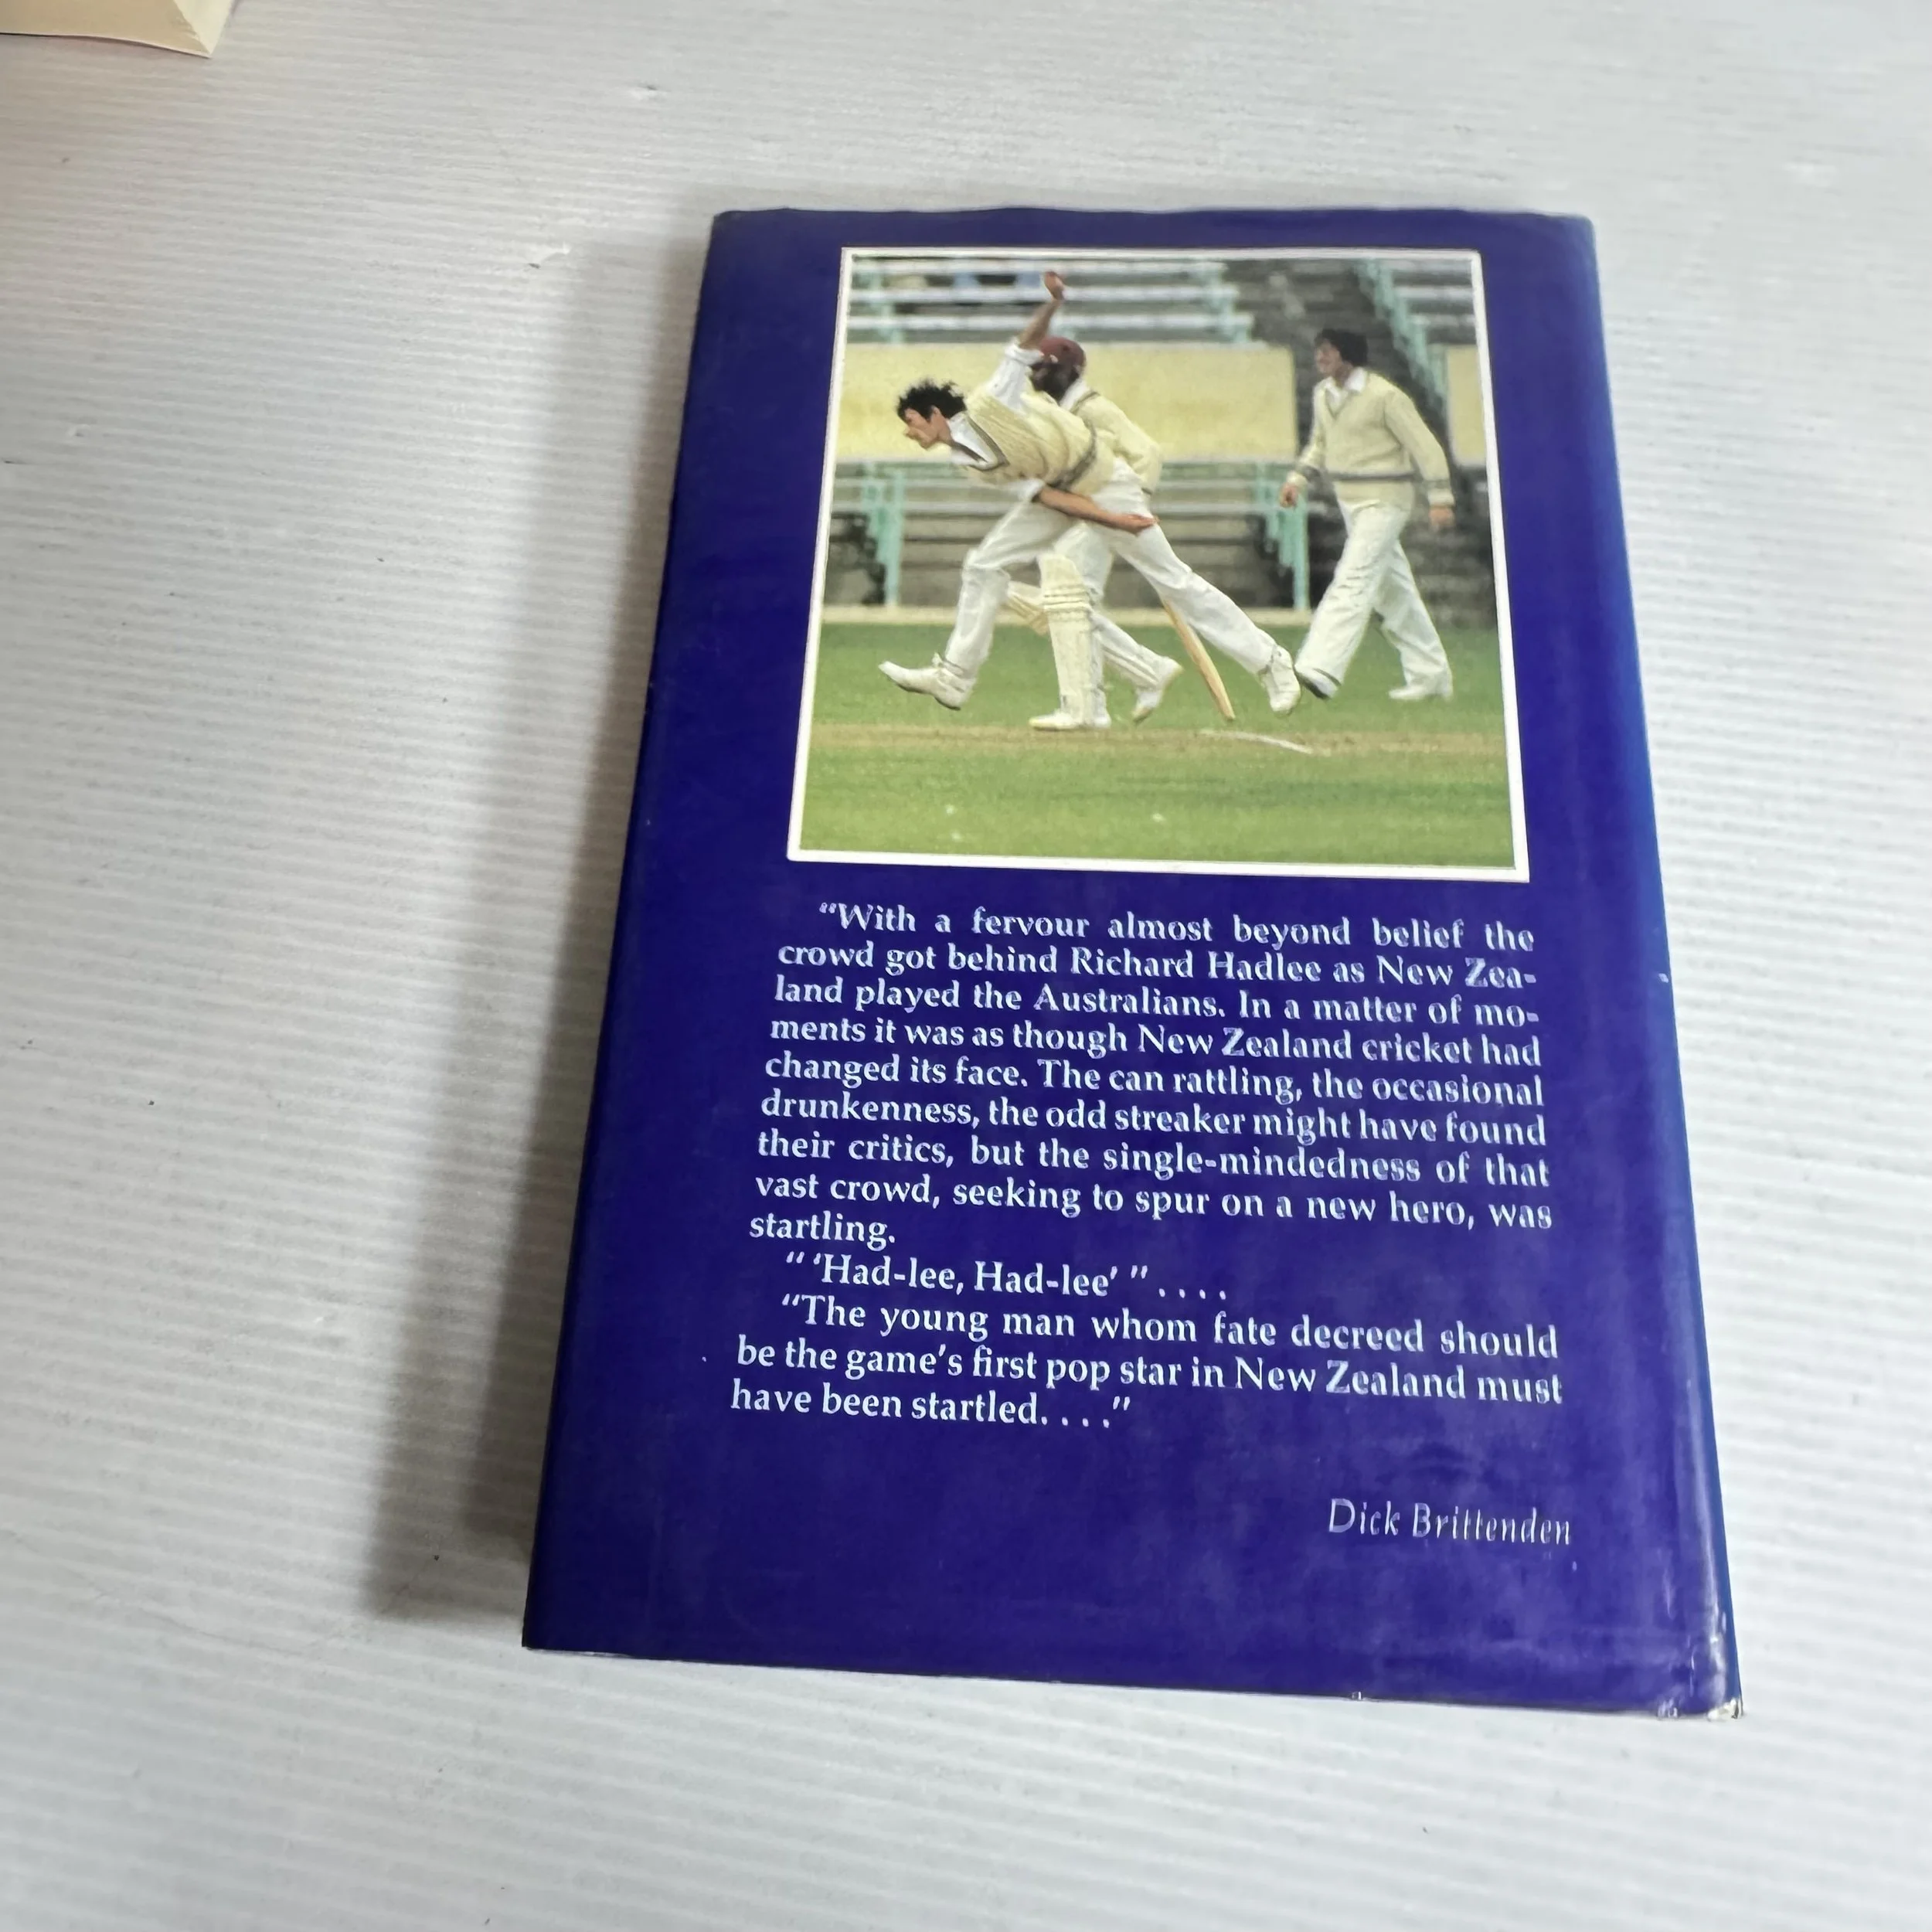 “With a fervour almost beyond belief the
crowd got behind Richard Hadlee as New Zea-
land played the Australians. In a matter of mo-
ments it was as though New Zealand cricket had
changed its face. The can rattling, the occasional
drunkenness, the odd streaker might have found
their critics, but the single-mindedness of that
vast crowd, seeking to spur on a new hero, was
startling.
“ ‘Had-lee, Had-lee’ ” . . . .
“The young man whom fate decreed should
be the game’s first pop star in New Zealand must
have been startled. . . .”
Dick Brittenden